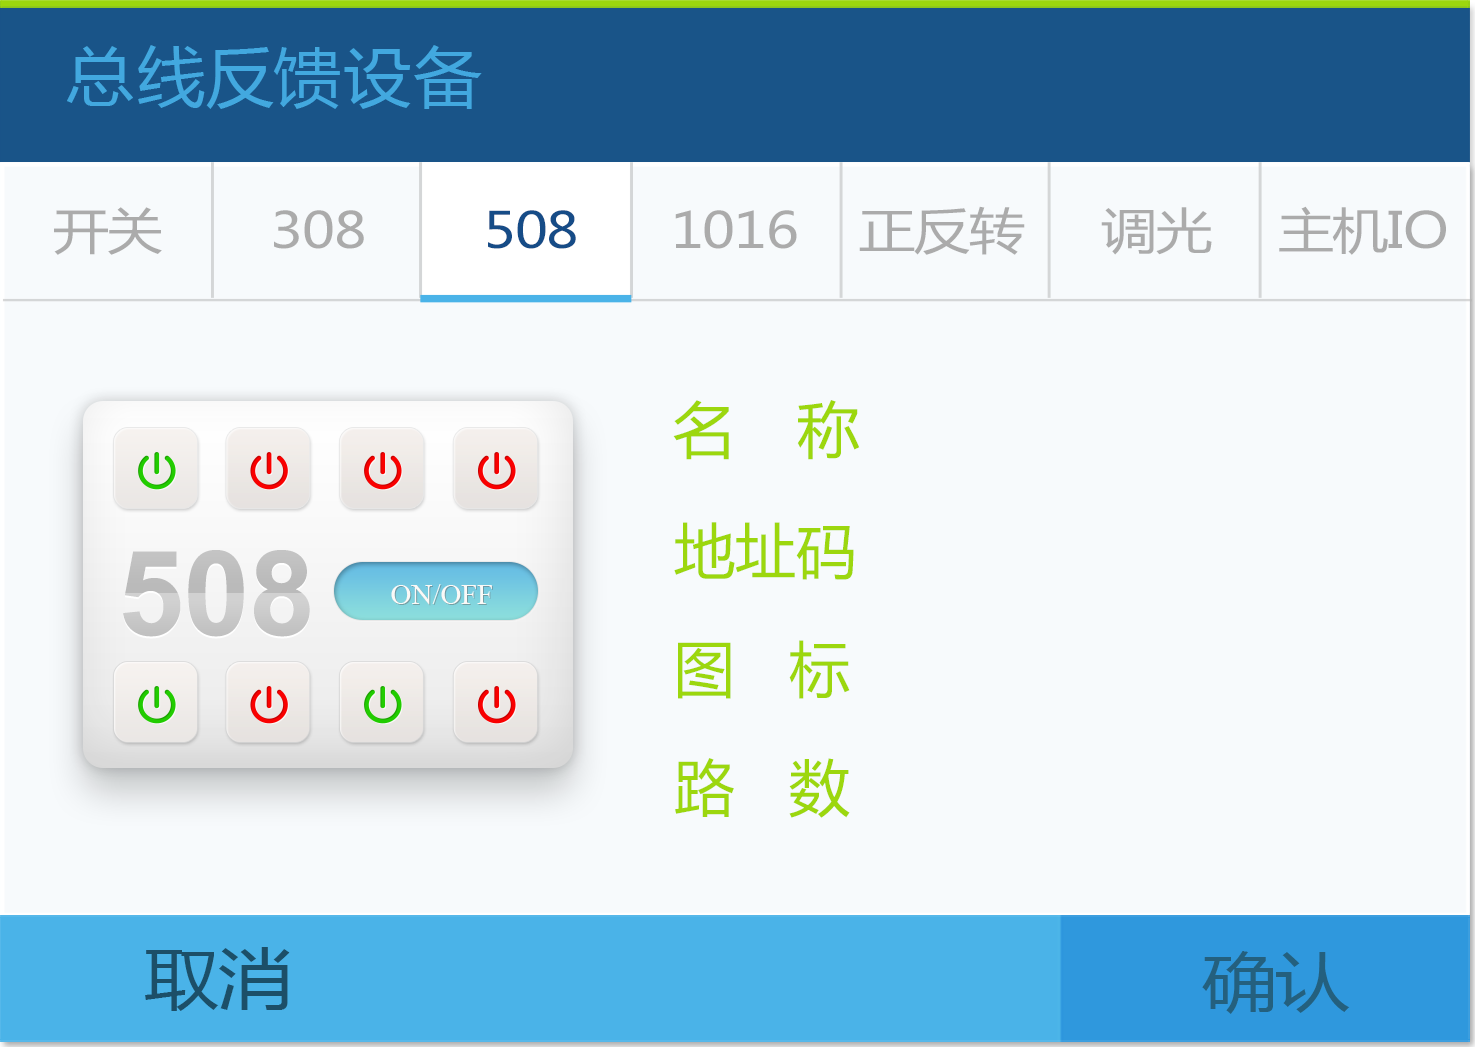 总线反馈设备
开关 308 508 1016 正反转 调光 主机IO
名 称
地址码
508 ON/OFF
图 标
路 数
取消 确认